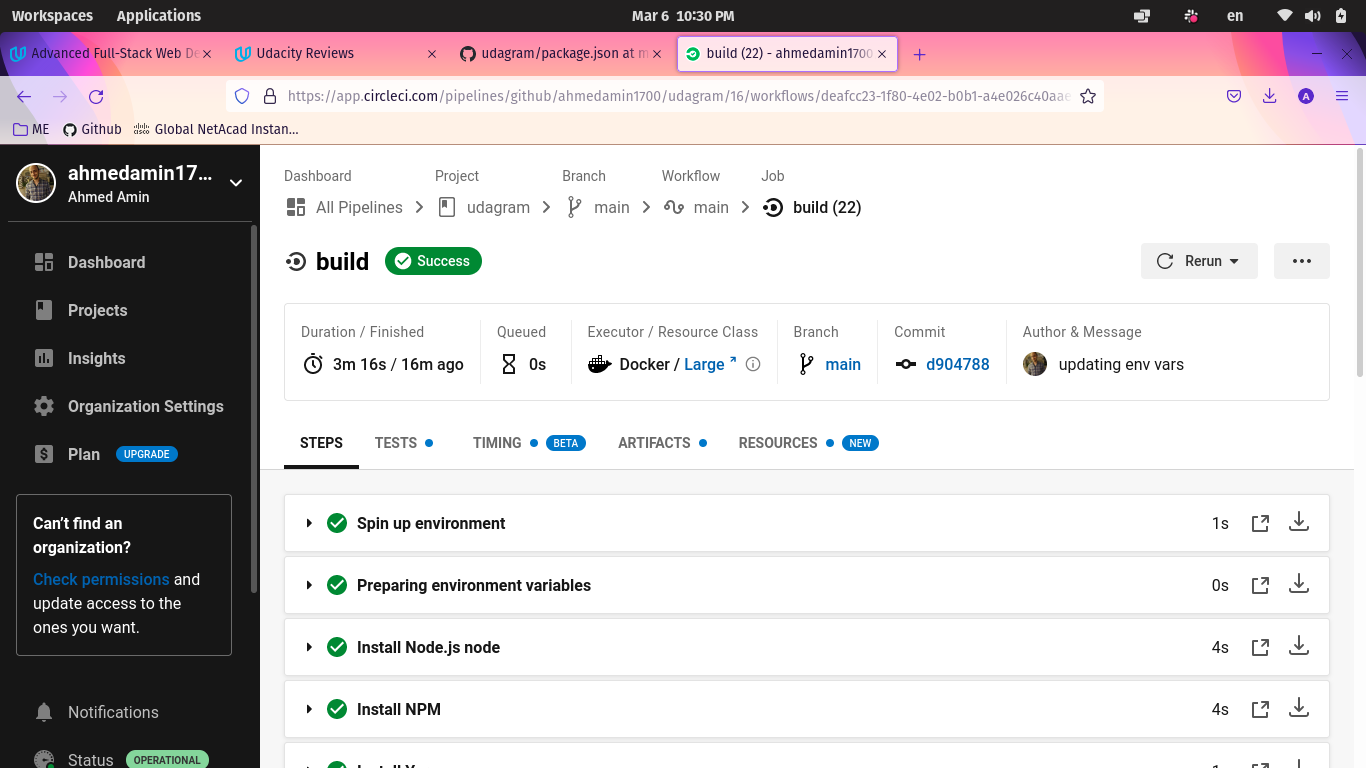 Workspaces Applications Mar 6 10:30 PM en
Advanced Full-Stack Web De Udacity Reviews udagram/package.json at m build (22) - ahmedamin1700
https://app.circleci.com/pipelines/github/ahmedamin1700/udagram/16/workflows/deafcc23-1f80-4e02-b0b1-a4e026c40aae A
ME Github Global NetAcad Instan...
ahmedamin17...
Ahmed Amin
Dashboard
Projects
Insights
Organization Settings
Plan UPGRADE
Can't find an
organization?
Check permissions and
update access to the
ones you want.
Notifications
Status OPERATIONAL
Dashboard Project Branch Workflow Job
All Pipelines udagram main main build (22)
build Success Rerun
Duration / Finished Queued Executor / Resource Class Branch Commit Author & Message
3m 16s / 16m ago 0s Docker / Large main d904788 updating env vars
STEPS TESTS TIMING BETA ARTIFACTS RESOURCES NEW
Spin up environment 1s
Preparing environment variables 0s
Install Node.js node 4s
Install NPM 4s